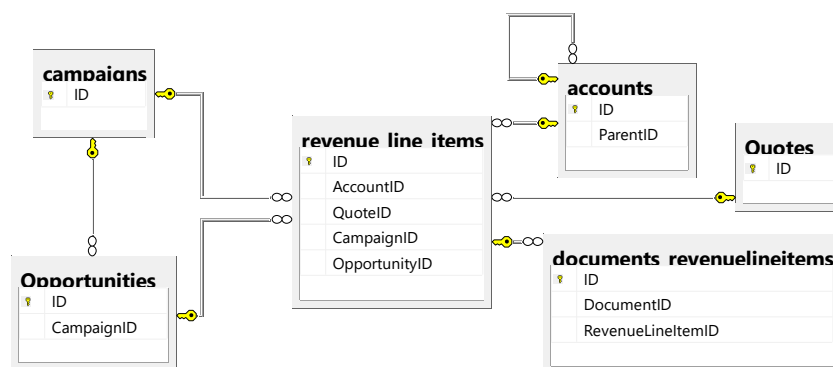 campaigns
ID
Opportunities
ID
CampaignID
revenue_line_items
ID
AccountID
QuoteID
CampaignID
OpportunityID
accounts
ID
ParentID
Quotes
ID
documents_revenuelineitems
ID
DocumentID
RevenueLineItemID